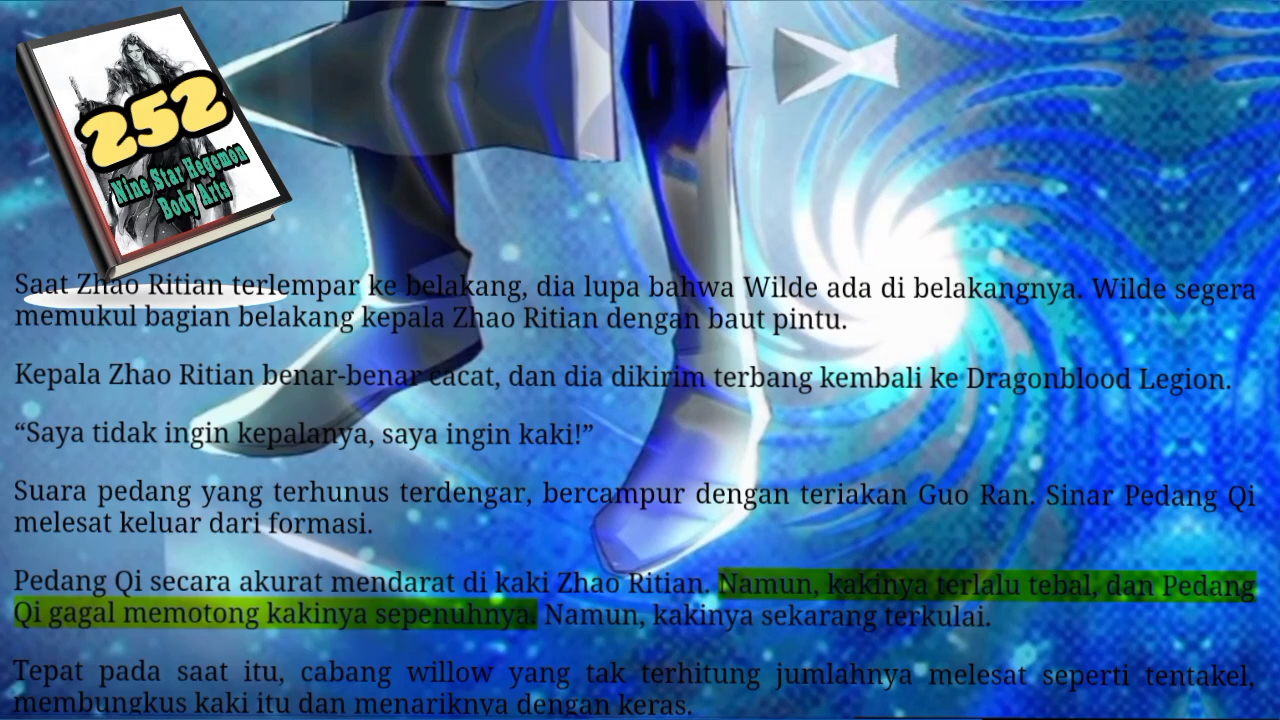 252
Nine Star Hegemon
Body Arts
Saat Zhao Ritian terlempar ke belakang, dia lupa bahwa Wilde ada di belakangnya. Wilde segera
memukul bagian belakang kepala Zhao Ritian dengan baut pintu.
Kepala Zhao Ritian benar-benar cacat, dan dia dikirim terbang kembali ke Dragonblood Legion.
“Saya tidak ingin kepalanya, saya ingin kaki!”
Suara pedang yang terhunus terdengar, bercampur dengan teriakan Guo Ran. Sinar Pedang Qi
melesat keluar dari formasi.
Pedang Qi secara akurat mendarat di kaki Zhao Ritian. Namun, kakinya terlalu tebal, dan Pedang
Qi gagal memotong kakinya sepenuhnya. Namun, kakinya sekarang terkulai.
Tepat pada saat itu, cabang willow yang tak terhitung jumlahnya melesat seperti tentakel,
membungkus kaki itu dan menariknya dengan keras.